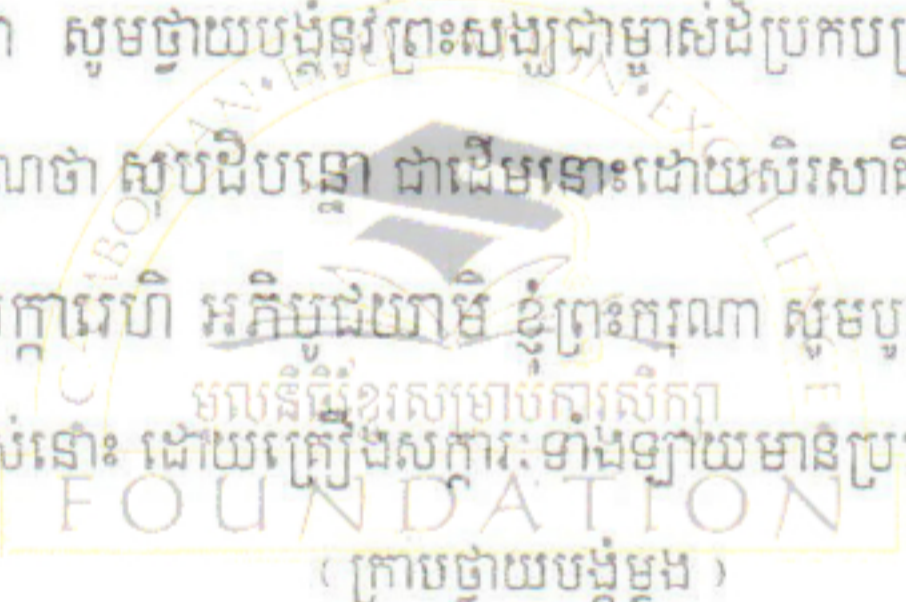 សូមថ្វាយបង្គំនូវព្រះសង្ឃជាម្ចាស់ដ៏ប្រកប
ណថា សុបដិបន្នោ ជាដើមនោះដោយសិរសា
ក្ការេហិ អភិបូជយាមិ ខ្ញុំព្រះករុណា សូមបូ
មូលនិធិខ្មែរសម្រាប់ការសិក្សា
ស់នោះ ដោយគ្រឿងសក្ការៈទាំងឡាយមានប្រ
FOUNDATION
( ក្រាបថ្វាយបង្គំម្តង )